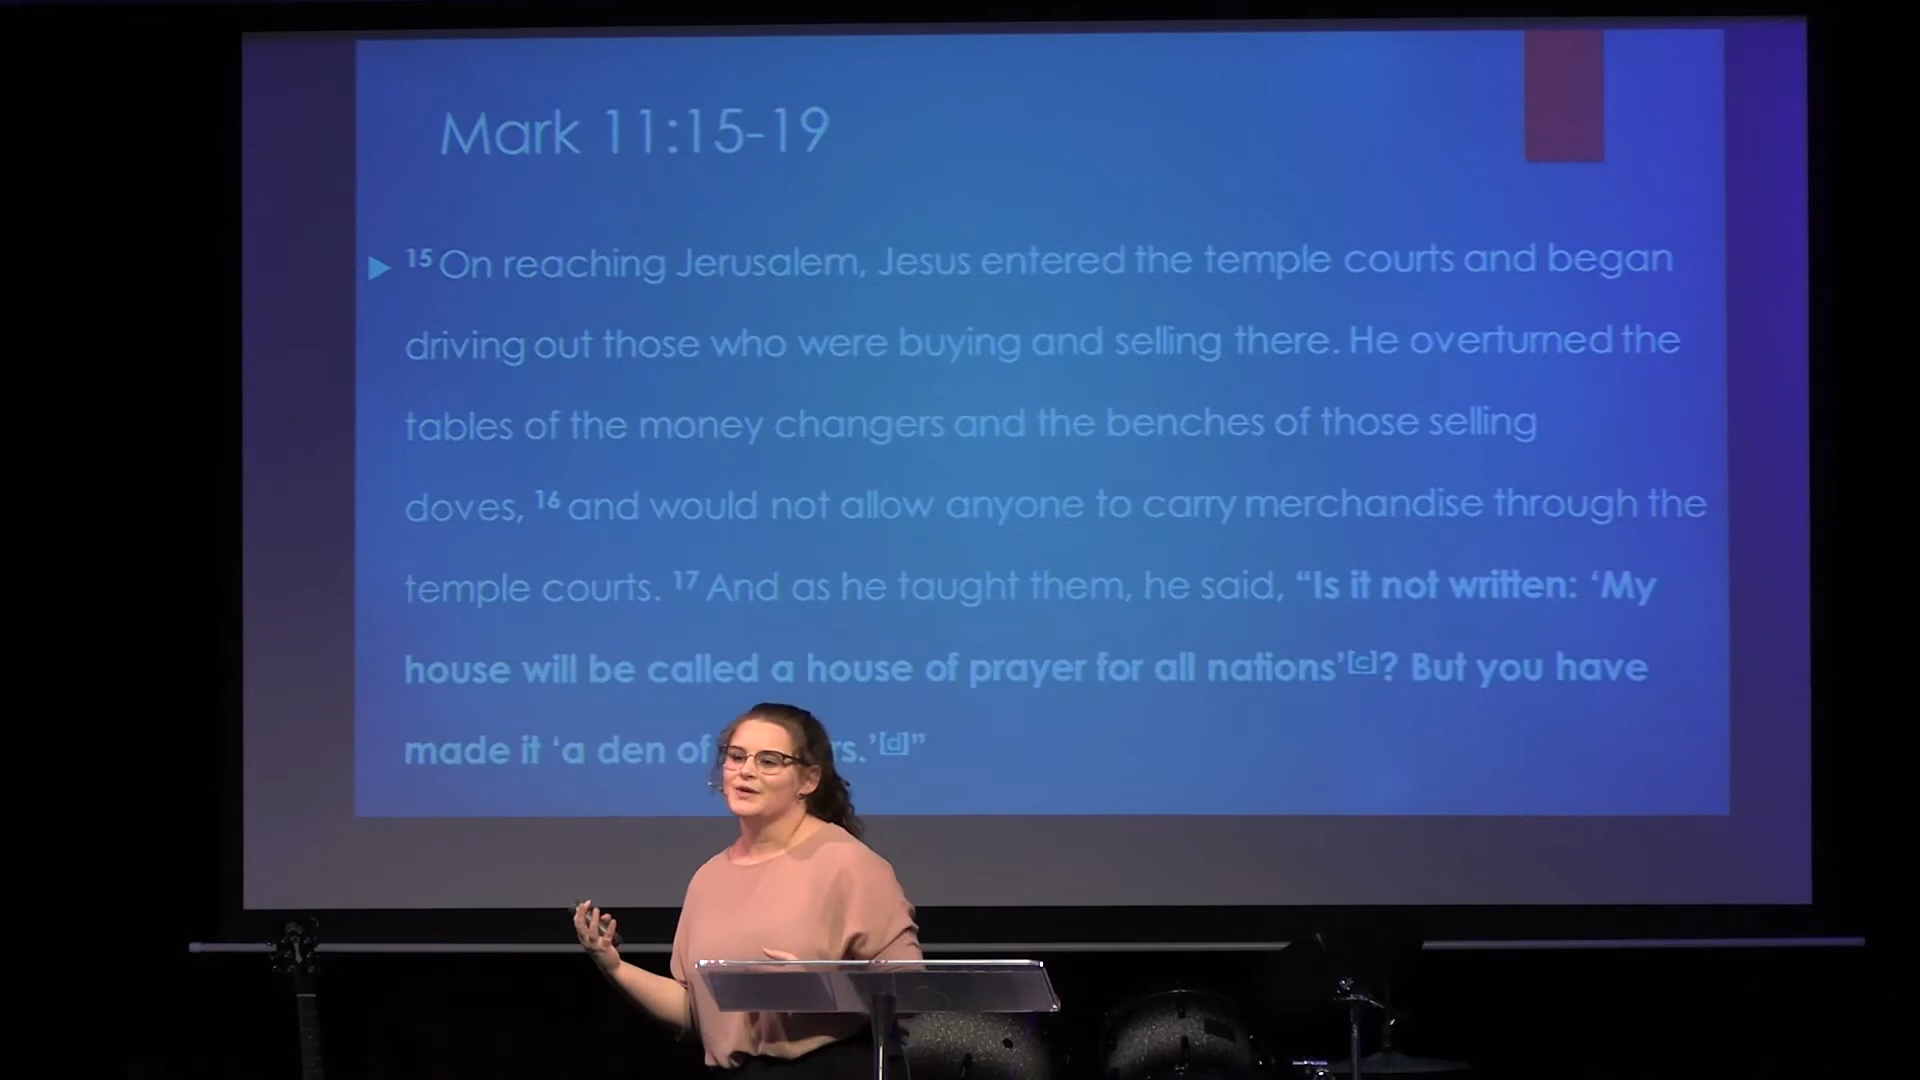 Mark 11:15-19
15 On reaching Jerusalem, Jesus entered the temple courts and began
driving out those who were buying and selling there. He overturned the
tables of the money changers and the benches of those selling
doves, 16 and would not allow anyone to carry merchandise through the
temple courts. 17 And as he taught them, he said, “Is it not written: ‘My
house will be called a house of prayer for all nations’[c]? But you have
made it ‘a den of rs.’[d]”